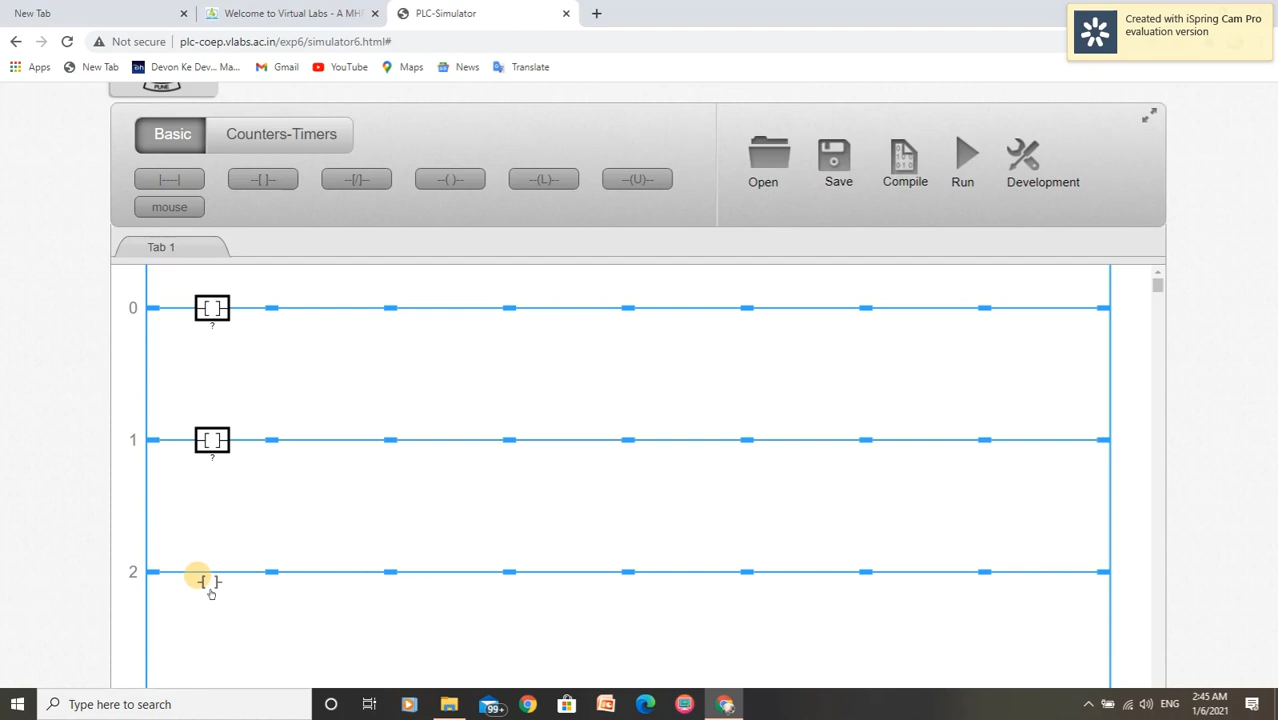 New Tab
Welcome to Virtual Labs - A MHR
PLC-Simulator
Created with iSpring Cam Pro
evaluation version
Not secure
plc-coep.vlabs.ac.in/exp6/simulator6.html#
Apps
New Tab
Devon Ke Dev... Ma...
Gmail
YouTube
Maps
News
Translate
PUNE
Basic
Counters-Timers
|----|
--[ ]--
--[/]--
--( )--
--(L)--
--(U)--
mouse
Open
Save
Compile
Run
Development
Tab 1
0
-[ ]-
?
1
-[ ]-
?
2
-[ ]-
Type here to search
99+
ENG
2:45 AM
1/6/2021